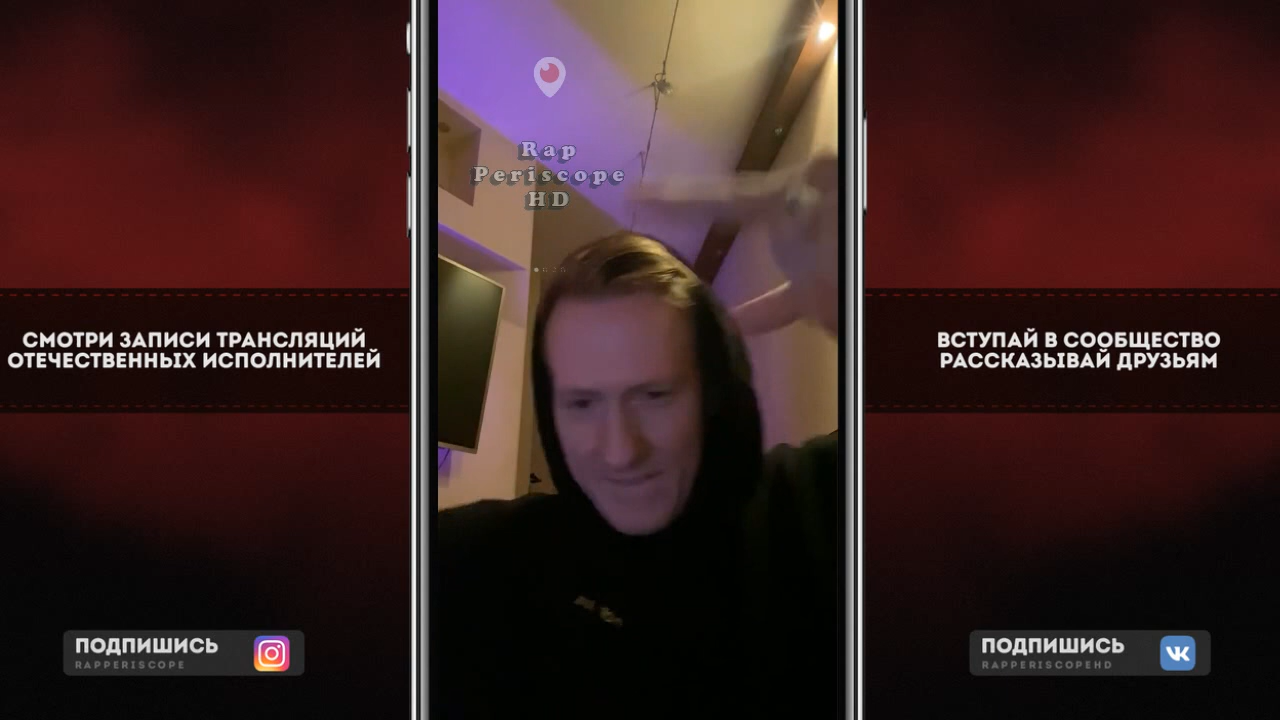 Rap
Periscope
HD
СМОТРИ ЗАПИСИ ТРАНСЛЯЦИЙ
ОТЕЧЕСТВЕННЫХ ИСПОЛНИТЕЛЕЙ
ВСТУПАЙ В СООБЩЕСТВО
РАССКАЗЫВАЙ ДРУЗЬЯМ
ПОДПИШИСЬ
RAPPERISCOPE
ПОДПИШИСЬ
RAPPERISCOPEHD